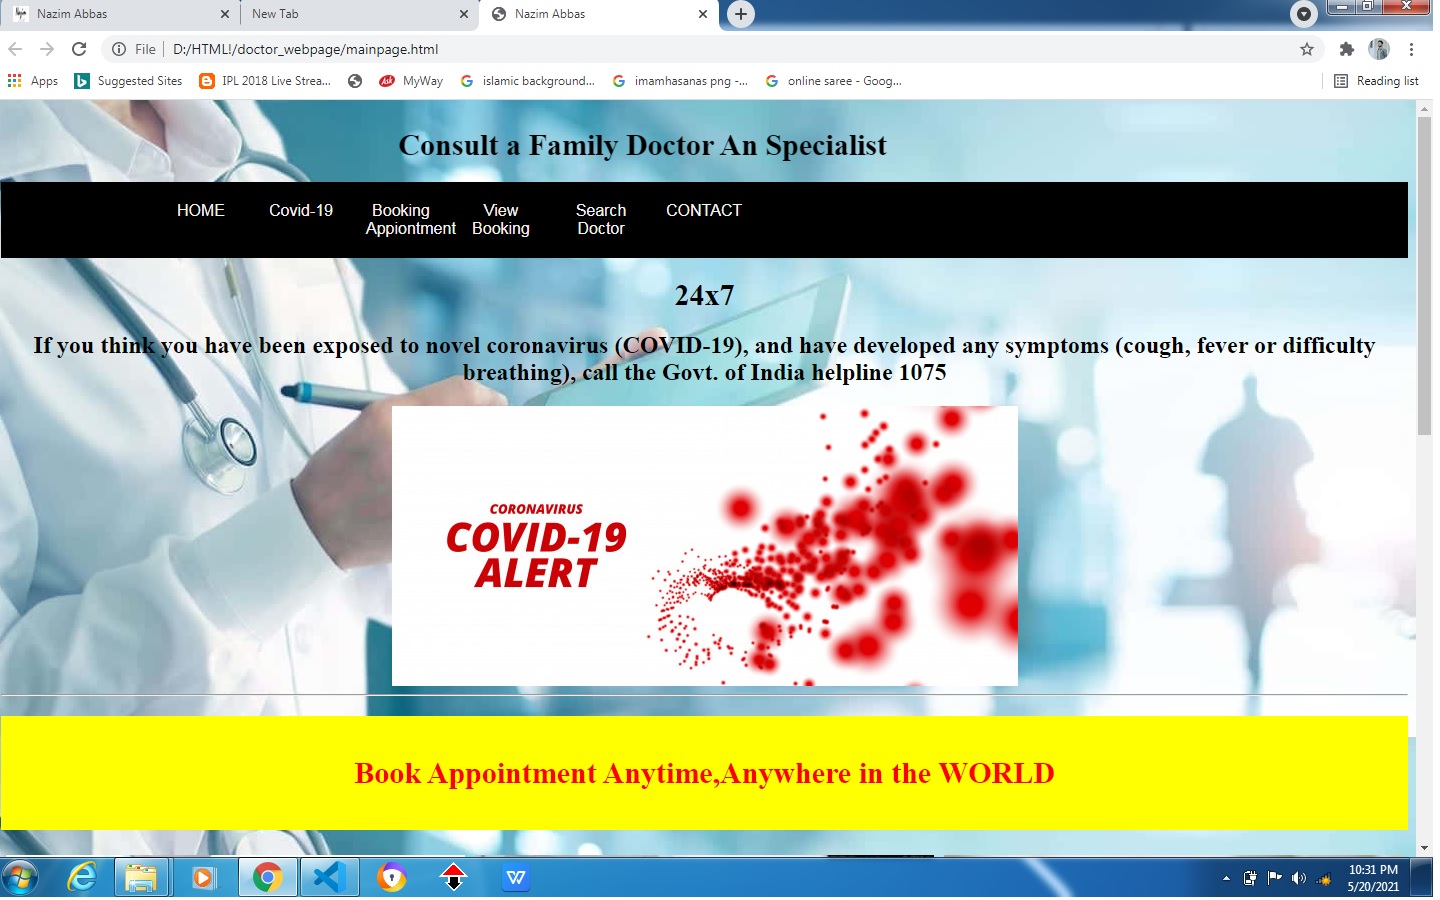 Nazim Abbas
New Tab
Nazim Abbas
File D:/HTML!/doctor_webpage/mainpage.html
Apps Suggested Sites IPL 2018 Live Strea... MyWay islamic background... imamhasanas png -... online saree - Goog... Reading list
Consult a Family Doctor An Specialist
HOME
Covid-19
Booking
Appiontment
View
Booking
Search
Doctor
CONTACT
24x7
If you think you have been exposed to novel coronavirus (COVID-19), and have developed any symptoms (cough, fever or difficulty
breathing), call the Govt. of India helpline 1075
CORONAVIRUS
COVID-19
ALERT
Book Appointment Anytime,Anywhere in the WORLD
10:31 PM
5/20/2021